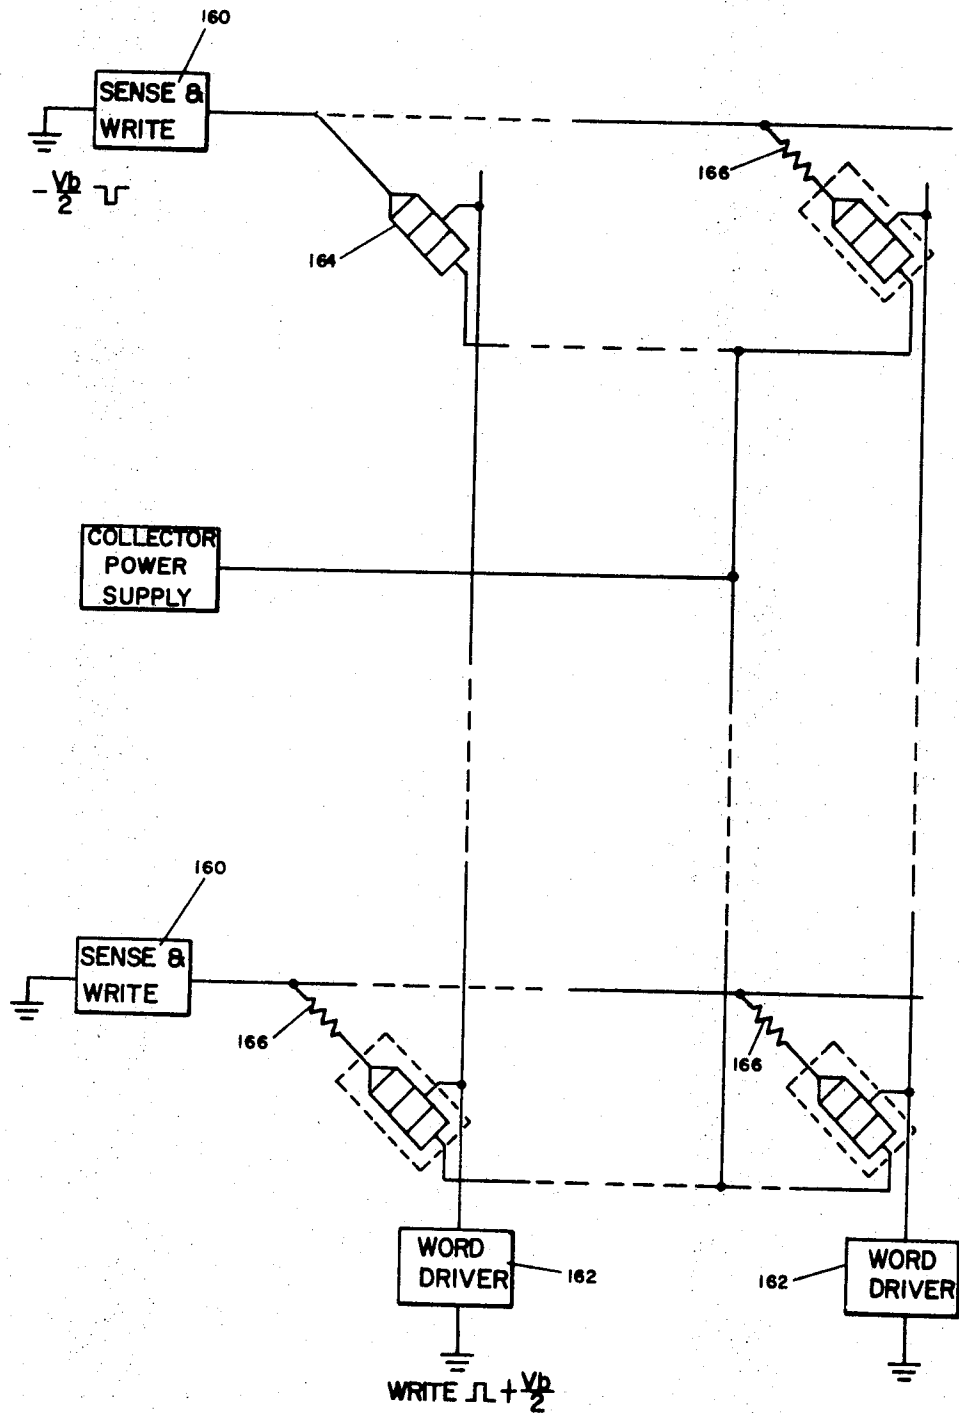 160
SENSE &
WRITE
- Vb/2
166
164
COLLECTOR
POWER
SUPPLY
160
SENSE &
WRITE
166
166
WORD
DRIVER
162
162
WORD
DRIVER
WRITE + Vb/2